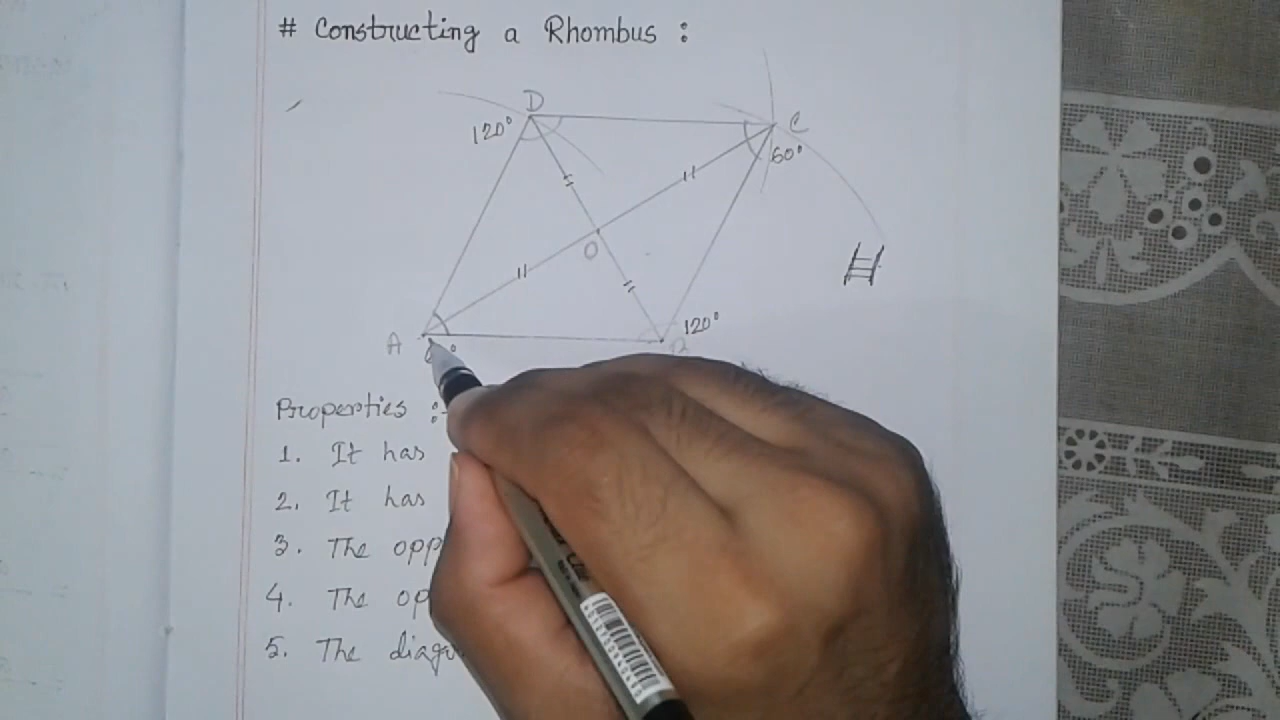 # Constructing a Rhombus :
D
120° C
60°
O
120°
A
Properties :-
1. It has
2. It has
3. The opp
4. The op
5. The diago